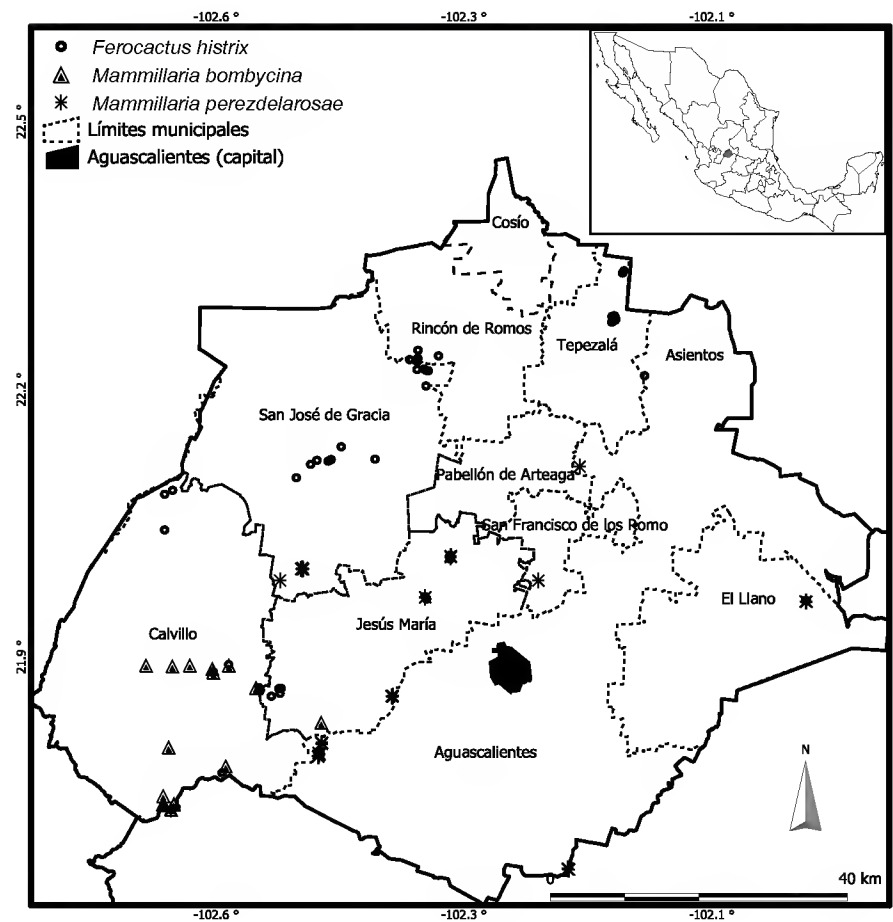 -102.6 °
-102.3 °
-102.1 °
Ferocactus histrix
Mammillaria bombycina
Mammillaria perezdelarosae
Límites municipales
Aguascalientes (capital)
22.5 °
Cosío
Rincón de Romos
Tepezalá
Asientos
22.2 °
San José de Gracia
Pabellón de Arteaga
San Francisco de los Romo
El Llano
Jesús María
Calvillo
21.9 °
Aguascalientes
N
0
40 km
-102.6 °
-102.3 °
-102.1 °